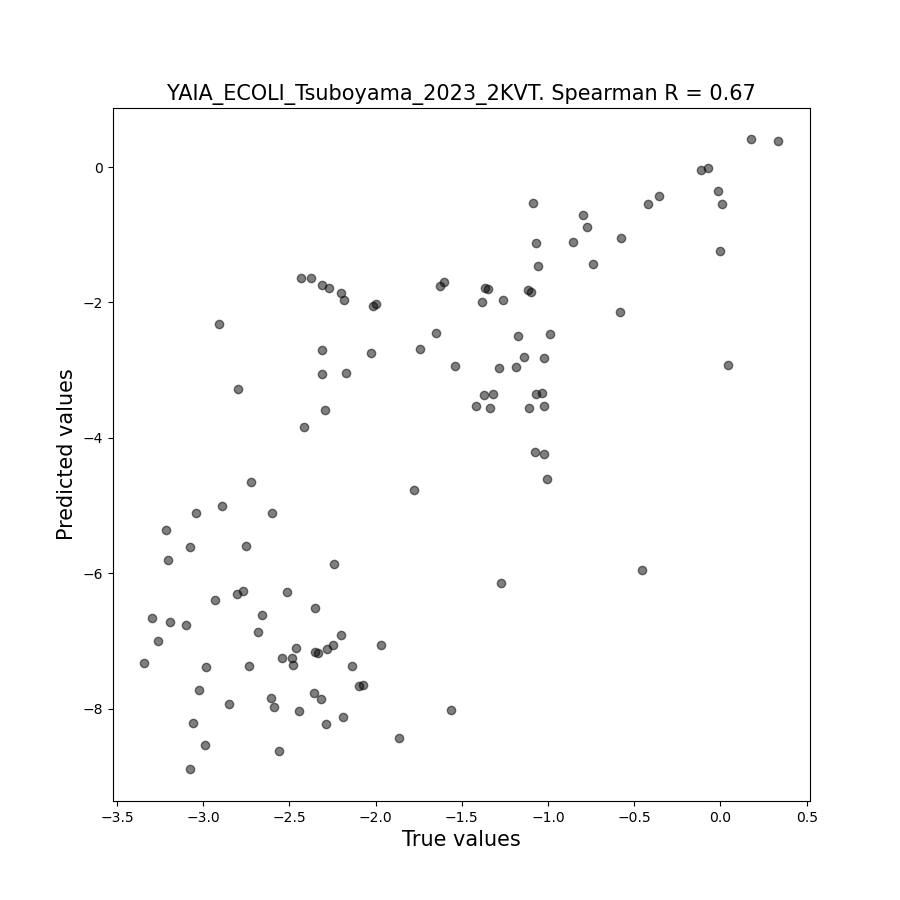 YAIA_ECOLI_Tsuboyama_2023_2KVT. Spearman R = 0.67
0
−2
−4
−6
−8
Predicted values
−3.5 −3.0 −2.5 −2.0 −1.5 −1.0 −0.5 0.0 0.5
True values